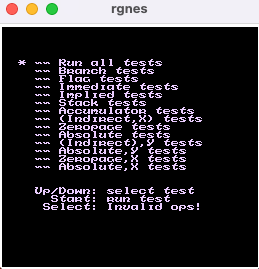 rgnes
* ~~ Run all tests
~~ Branch tests
~~ Flag tests
~~ Immediate tests
~~ Implied tests
~~ Stack tests
~~ Accumulator tests
~~ (Indirect,X) tests
~~ Zeropage tests
~~ Absolute tests
~~ (Indirect),Y tests
~~ Absolute,Y tests
~~ Zeropage,X tests
~~ Absolute,X tests
Up/Down: select test
Start: run test
Select: Invalid ops!